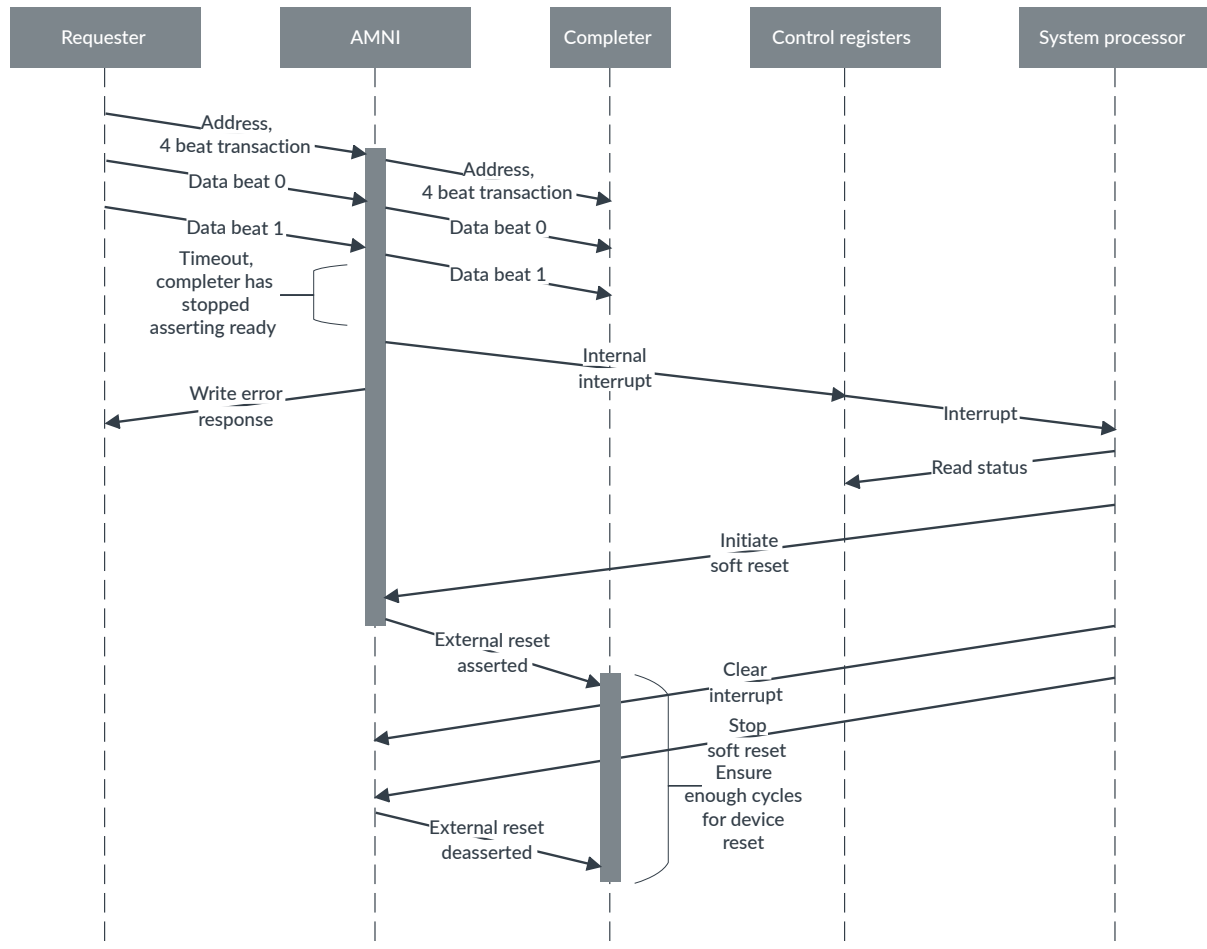 Requester
AMNI
Completer
Control registers
System processor
Address,
4 beat transaction
Address,
4 beat transaction
Data beat 0
Data beat 0
Data beat 1
Data beat 1
Timeout,
completer has
stopped
asserting ready
Internal
interrupt
Write error
response
Interrupt
Read status
Initiate
soft reset
External reset
asserted
Clear
interrupt
Stop
soft reset
Ensure
enough cycles
for device
reset
External reset
deasserted